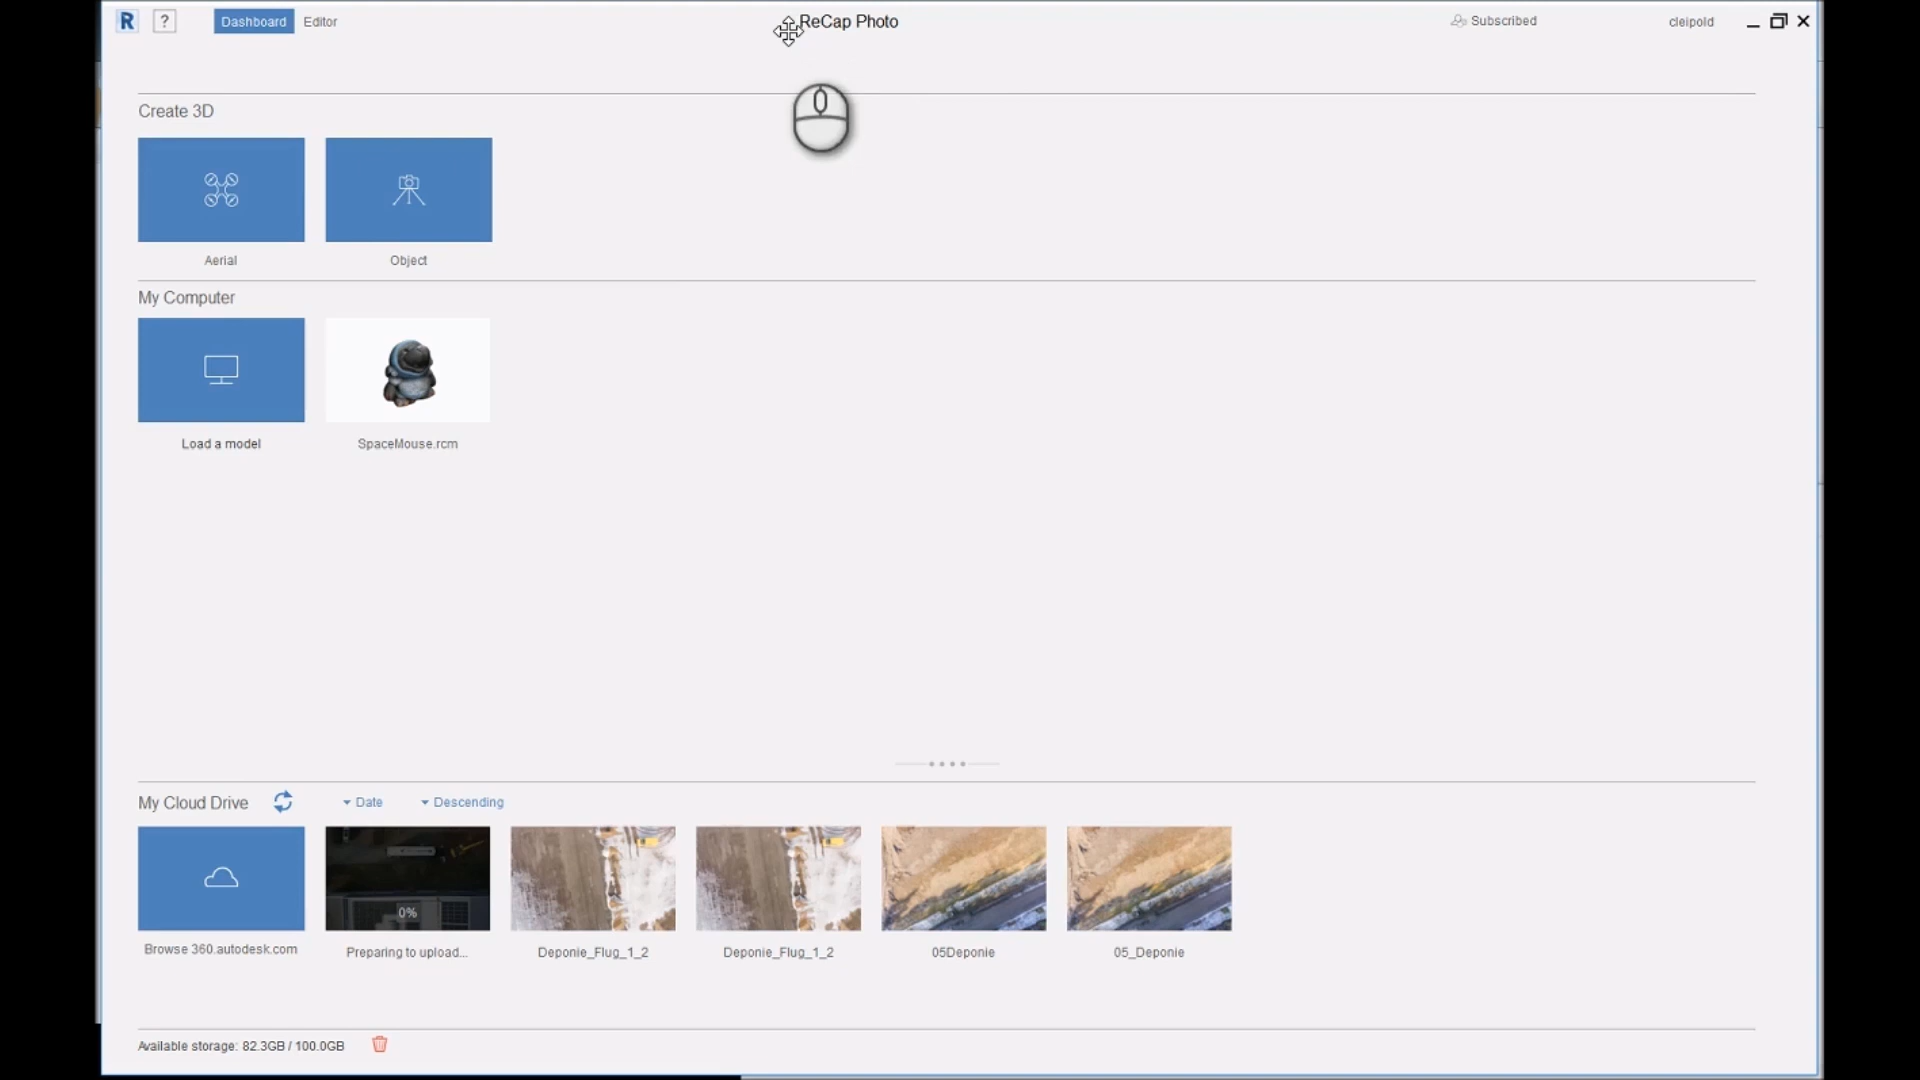 R ? Dashboard Editor ReCap Photo Subscribed cleipold
Create 3D
Aerial Object
My Computer
Load a model SpaceMouse.rcm
My Cloud Drive Date Descending
0%
Browse 360.autodesk.com Preparing to upload... Deponie_Flug_1_2 Deponie_Flug_1_2 05Deponie 05_Deponie
Available storage: 82.3GB / 100.0GB